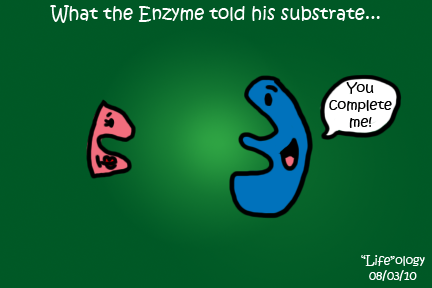 What the Enzyme told his substrate...
You
Complete
me!
"Life"ology
08/03/10